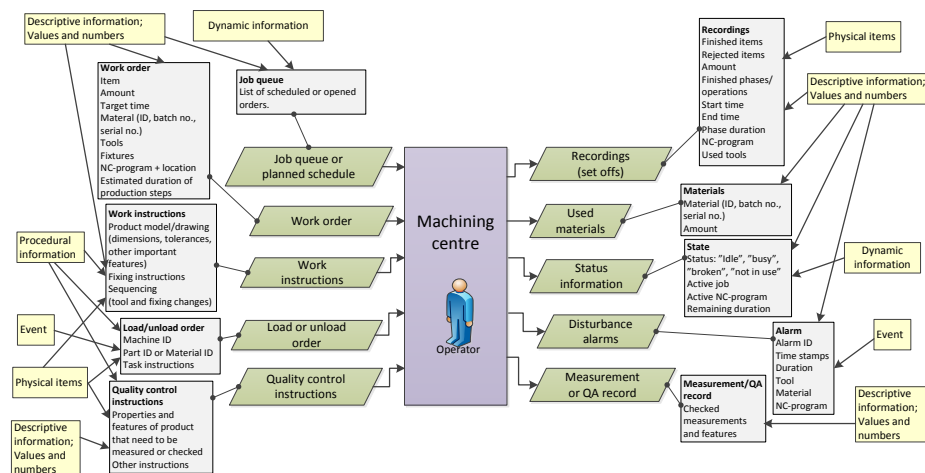 Descriptive information;
Values and numbers
Dynamic information
Work order
Item
Amount
Target time
Materal (ID, batch no.,
serial no.)
Tools
Fixtures
NC-program + location
Estimated duration of
production steps
Job queue
List of scheduled or opened
orders.
Work instructions
Product model/drawing
(dimensions, tolerances,
other important
features)
Fixing instructions
Sequencing
(tool and fixing changes)
Procedural
information
Event
Physical items
Load/unload order
Machine ID
Part ID or Material ID
Task instructions
Quality control
instructions
Properties and
features of product
that need to be
measured or checked
Other instructions
Descriptive
information;
Values and
numbers
Job queue or
planned schedule
Work order
Work
instructions
Load or unload
order
Quality control
instructions
Machining
centre
Operator
Recordings
(set offs)
Used
materials
Status
information
Disturbance
alarms
Measurement
or QA record
Recordings
Finished items
Rejected items
Amount
Finished phases/
operations
Start time
End time
Phase duration
NC-program
Used tools
Physical items
Descriptive
information;
Values and numbers
Materials
Material (ID, batch no.,
serial no.)
Amount
State
Status: "Idle", "busy",
"broken", "not in use"
Active job
Active NC-program
Remaining duration
Dynamic
information
Alarm
Alarm ID
Time stamps
Duration
Tool
Material
NC-program
Event
Measurement/QA
record
Checked
measurements
and features
Descriptive
information;
Values and
numbers